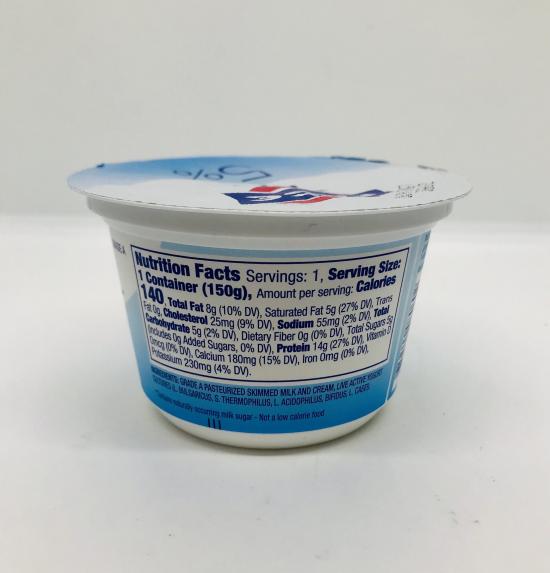 5%
Nutrition Facts Servings: 1, Serving Size:
1 Container (150g), Amount per serving: Calories
140, Total Fat 8g (10% DV), Saturated Fat 5g (27% DV), Trans
Fat 0g, Cholesterol 25mg (9% DV), Sodium 55mg (2% DV), Total
Carbohydrate 5g (2% DV), Dietary Fiber 0g (0% DV), Total Sugars 5g
(Includes 0g Added Sugars, 0% DV), Protein 14g (27% DV), Vitamin D
0mcg (0% DV), Calcium 180mg (15% DV), Iron 0mg (0% DV),
Potassium 230mg (4% DV).
INGREDIENTS: GRADE A PASTEURIZED SKIMMED MILK AND CREAM, LIVE ACTIVE YOGURT
CULTURES (L. BULGARICUS, S. THERMOPHILUS, L. ACIDOPHILUS, BIFIDUS, L. CASEI).
*Contains naturally occurring milk sugar - Not a low calorie food